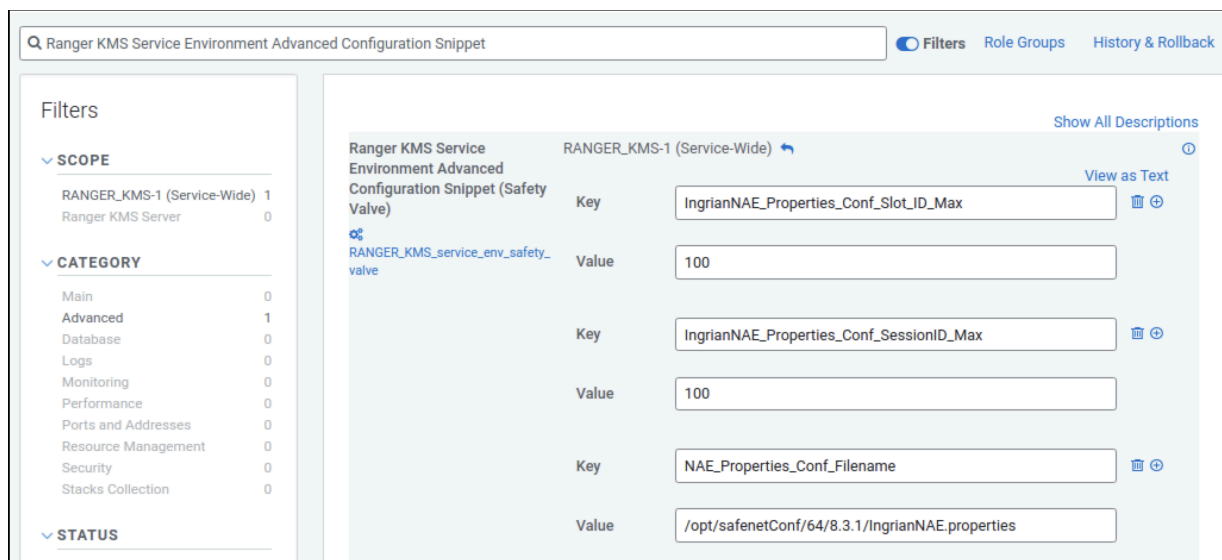 Ranger KMS Service Environment Advanced Configuration Snippet
Filters
Role Groups
History & Rollback
Filters
SCOPE
RANGER_KMS-1 (Service-Wide) 1
Ranger KMS Server 0
CATEGORY
Main 0
Advanced 1
Database 0
Logs 0
Monitoring 0
Performance 0
Ports and Addresses 0
Resource Management 0
Security 0
Stacks Collection 0
STATUS
Show All Descriptions
Ranger KMS Service
Environment Advanced
Configuration Snippet (Safety
Valve)
RANGER_KMS_service_env_safety_
valve
RANGER_KMS-1 (Service-Wide)
View as Text
Key IngrianNAE_Properties_Conf_Slot_ID_Max
Value 100
Key IngrianNAE_Properties_Conf_SessionID_Max
Value 100
Key NAE_Properties_Conf_Filename
Value /opt/safenetConf/64/8.3.1/IngrianNAE.properties